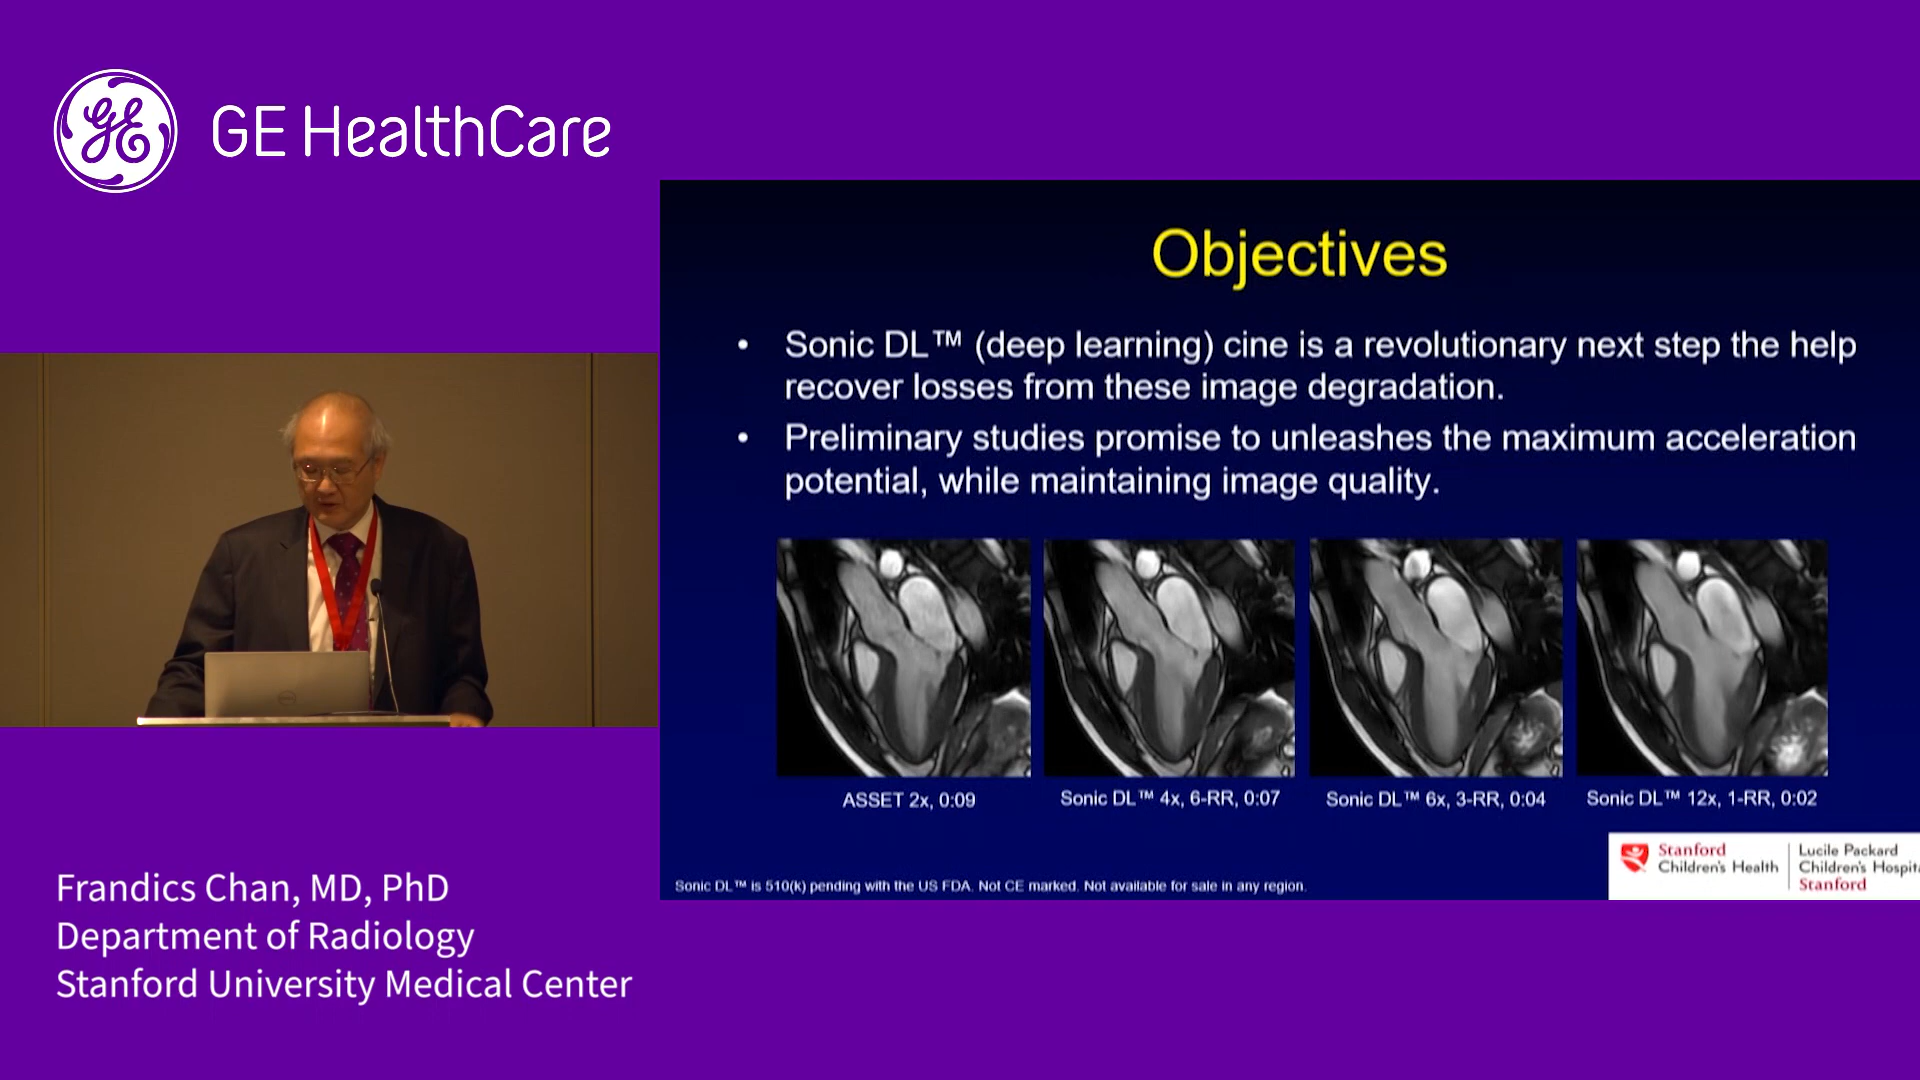 GE HealthCare
Objectives
• Sonic DL™ (deep learning) cine is a revolutionary next step the help
recover losses from these image degradation.
• Preliminary studies promise to unleashes the maximum acceleration
potential, while maintaining image quality.
ASSET 2x, 0:09
Sonic DL™ 4x, 6-RR, 0:07
Sonic DL™ 6x, 3-RR, 0:04
Sonic DL™ 12x, 1-RR, 0:02
Sonic DL™ is 510(k) pending with the US FDA. Not CE marked. Not available for sale in any region.
Stanford
Children's Health
Lucile Packard
Children's
Stanford
Frandics Chan, MD, PhD
Department of Radiology
Stanford University Medical Center